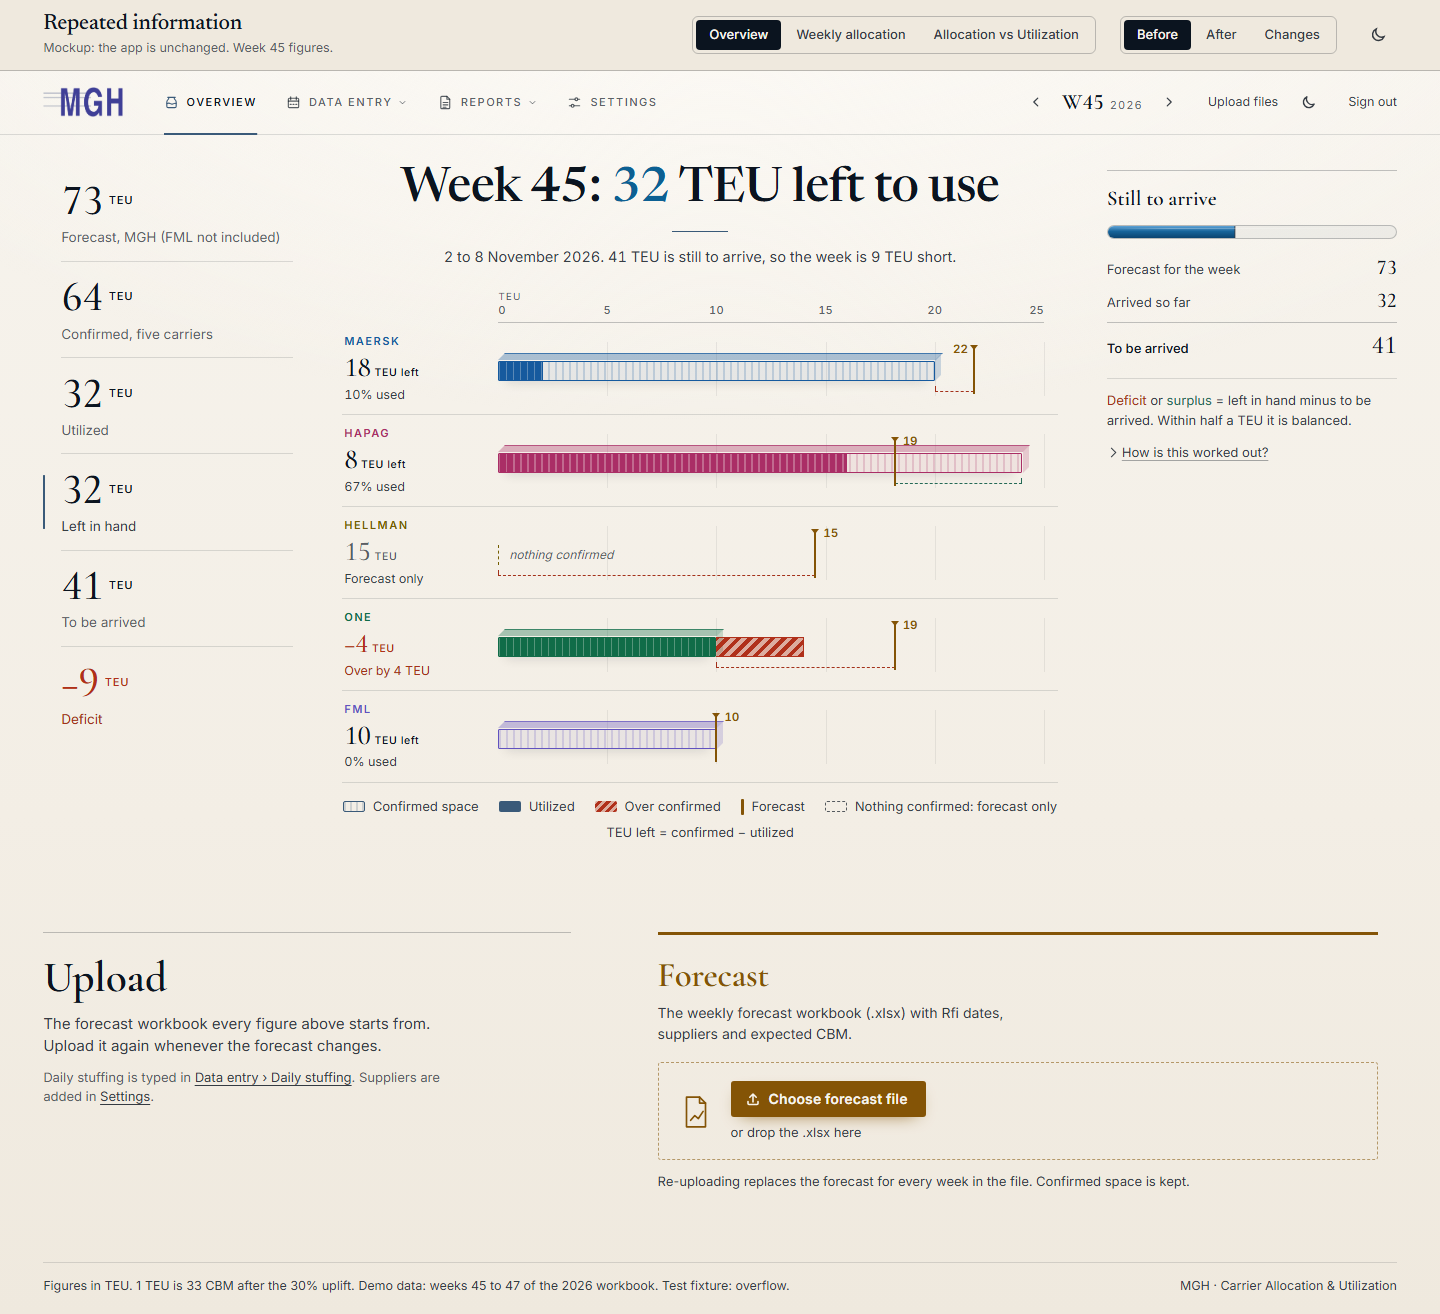 Repeated information
Mockup: the app is unchanged. Week 45 figures.
Overview
Weekly allocation
Allocation vs Utilization
Before
After
Changes
MGH
OVERVIEW
DATA ENTRY
REPORTS
SETTINGS
W45 2026
Upload files
Sign out
73 TEU
Forecast, MGH (FML not included)
64 TEU
Confirmed, five carriers
32 TEU
Utilized
32 TEU
Left in hand
41 TEU
To be arrived
−9 TEU
Deficit
Week 45: 32 TEU left to use
2 to 8 November 2026. 41 TEU is still to arrive, so the week is 9 TEU short.
TEU
0 5 10 15 20 25
MAERSK
18 TEU left
10% used
22
HAPAG
8 TEU left
67% used
19
HELLMAN
15 TEU
Forecast only
nothing confirmed
15
ONE
−4 TEU
Over by 4 TEU
19
FML
10 TEU left
0% used
10
Confirmed space
Utilized
Over confirmed
Forecast
Nothing confirmed: forecast only
TEU left = confirmed − utilized
Still to arrive
Forecast for the week 73
Arrived so far 32
To be arrived 41
Deficit or surplus = left in hand minus to be
arrived. Within half a TEU it is balanced.
How is this worked out?
Upload
The forecast workbook every figure above starts from.
Upload it again whenever the forecast changes.
Daily stuffing is typed in Data entry › Daily stuffing. Suppliers are
added in Settings.
Forecast
The weekly forecast workbook (.xlsx) with Rfi dates,
suppliers and expected CBM.
Choose forecast file
or drop the .xlsx here
Re-uploading replaces the forecast for every week in the file. Confirmed space is kept.
Figures in TEU. 1 TEU is 33 CBM after the 30% uplift. Demo data: weeks 45 to 47 of the 2026 workbook. Test fixture: overflow.
MGH · Carrier Allocation & Utilization